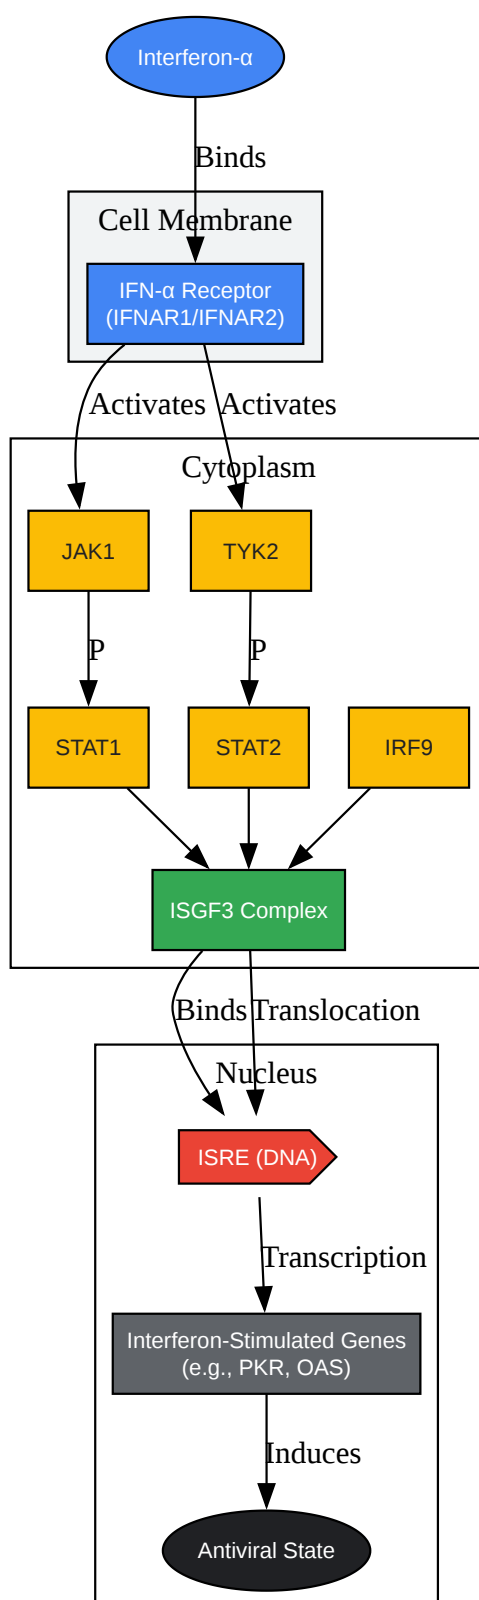 Interferon-α
Binds
Cell Membrane
IFN-α Receptor
(IFNAR1/IFNAR2)
Activates
Activates
Cytoplasm
JAK1
TYK2
P
P
STAT1
STAT2
IRF9
ISGF3 Complex
Binds
Translocation
Nucleus
ISRE (DNA)
Transcription
Interferon-Stimulated Genes
(e.g., PKR, OAS)
Induces
Antiviral State